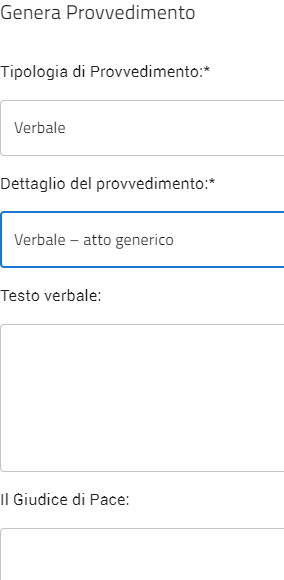 Genera Provvedimento
Tipologia di Provvedimento:*
Verbale
Dettaglio del provvedimento:*
Verbale – atto generico
Testo verbale:
Il Giudice di Pace: